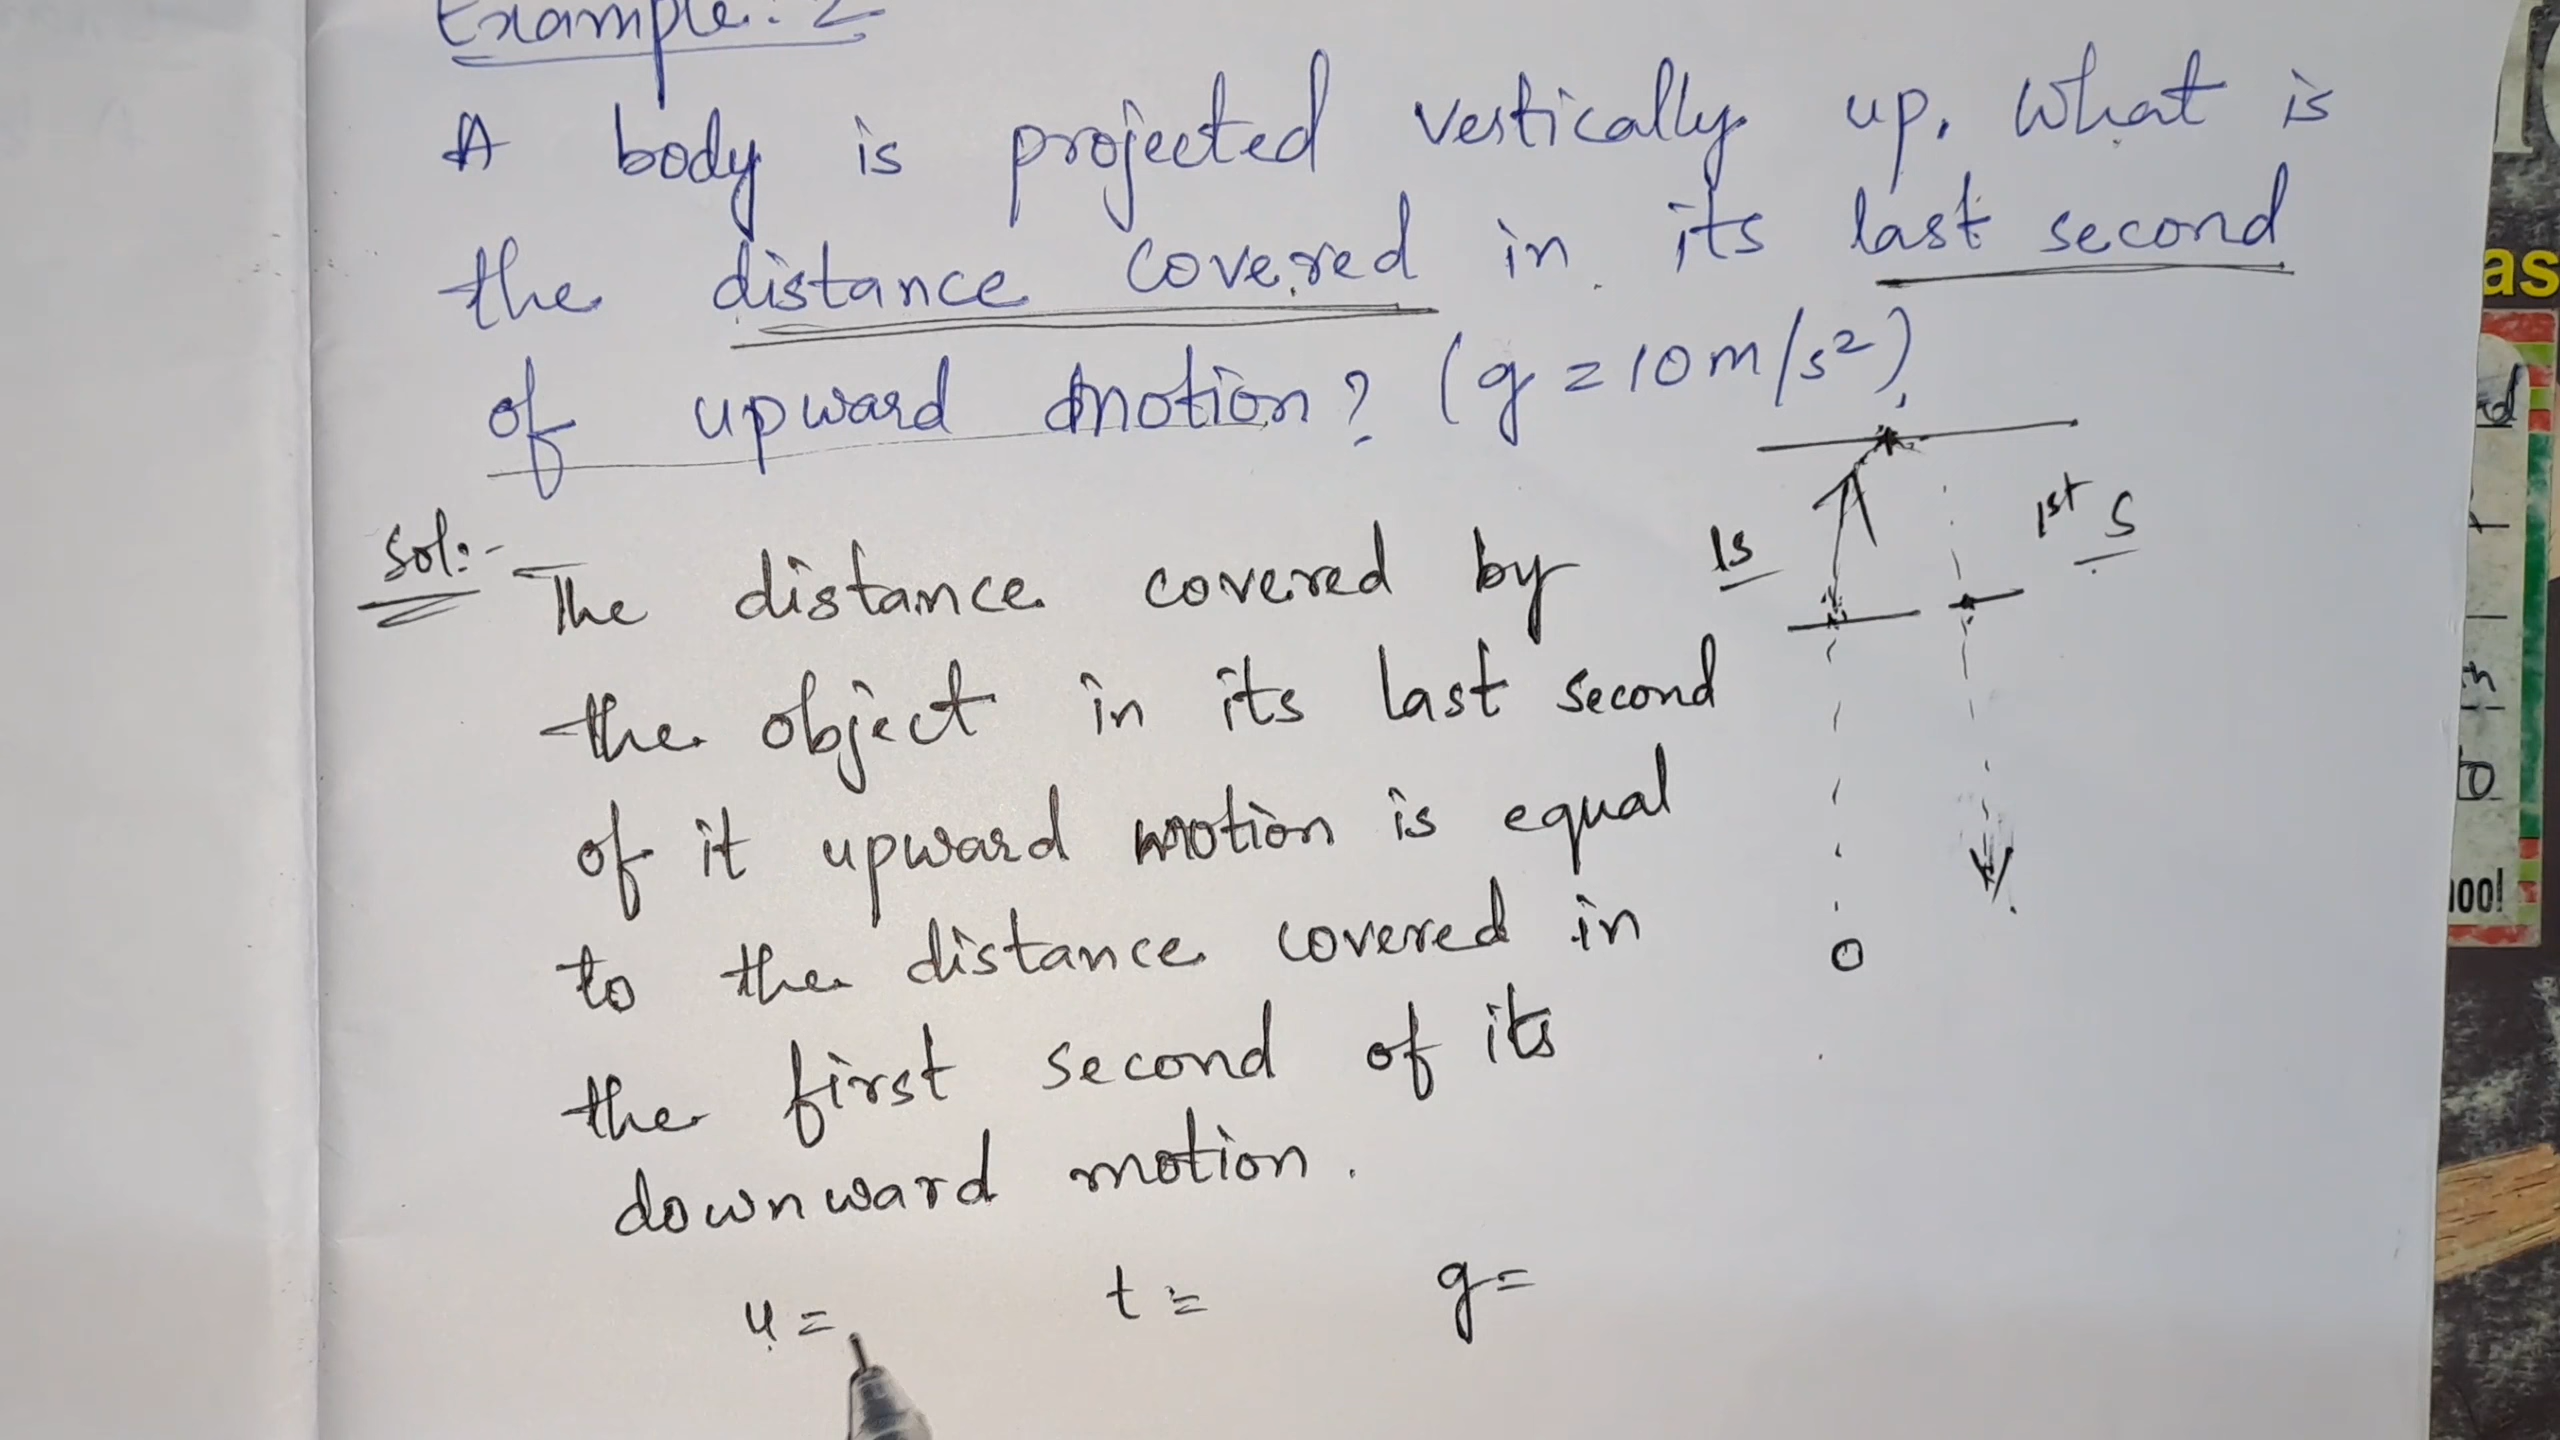 Example: 2
A body is projected vertically up. What is
the distance covered in its last second
of upward motion? (g = 10 m/s²)
Sol:- The distance covered by
the object in its last second
of it upward motion is equal
to the distance covered in
the first second of its
downward motion.
u = t = g =
1s
1st s
as
to